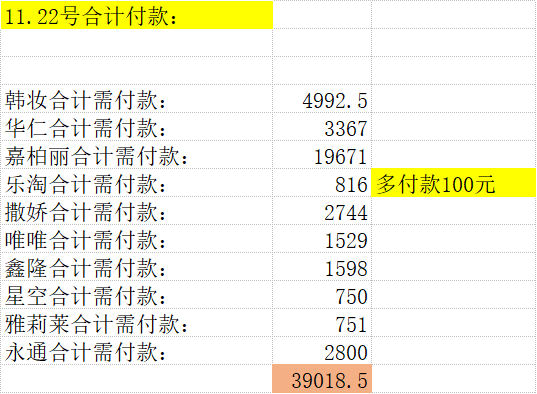 11.22号合计付款：
韩妆合计需付款： 4992.5
华仁合计需付款： 3367
嘉柏丽合计需付款： 19671
乐淘合计需付款： 816 多付款100元
撒娇合计需付款： 2744
唯唯合计需付款： 1529
鑫隆合计需付款： 1598
星空合计需付款： 750
雅莉莱合计需付款： 751
永通合计需付款： 2800
39018.5